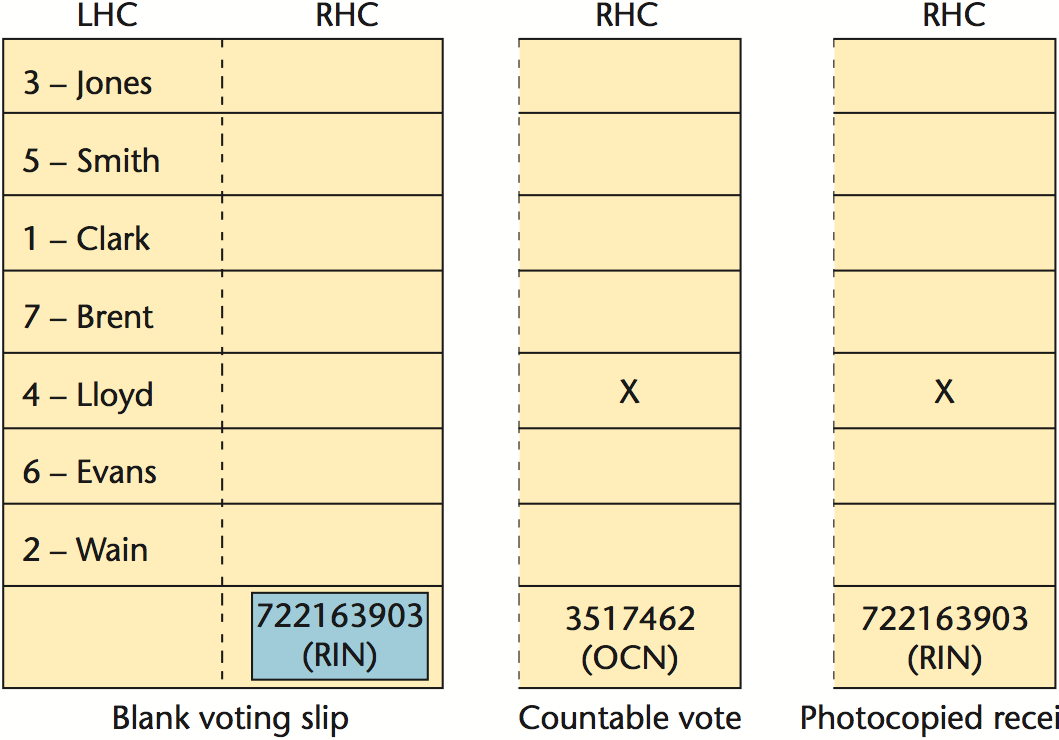 LHC RHC RHC RHC
3 – Jones
5 – Smith
1 – Clark
7 – Brent
4 – Lloyd X X
6 – Evans
2 – Wain
722163903 3517462 722163903
(RIN) (OCN) (RIN)
Blank voting slip Countable vote Photocopied recei